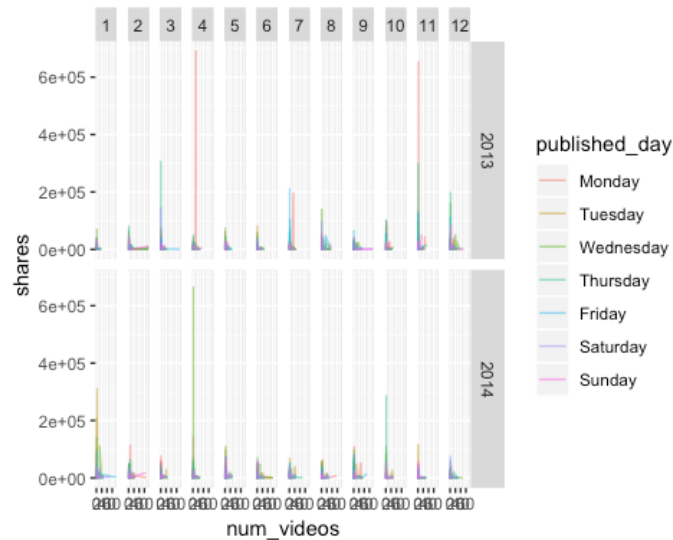 1 2 3 4 5 6 7 8 9 10 11 12
6e+05
4e+05
2e+05
0e+00
2013
shares
6e+05
4e+05
2e+05
0e+00
2014
num_videos
published_day
Monday
Tuesday
Wednesday
Thursday
Friday
Saturday
Sunday